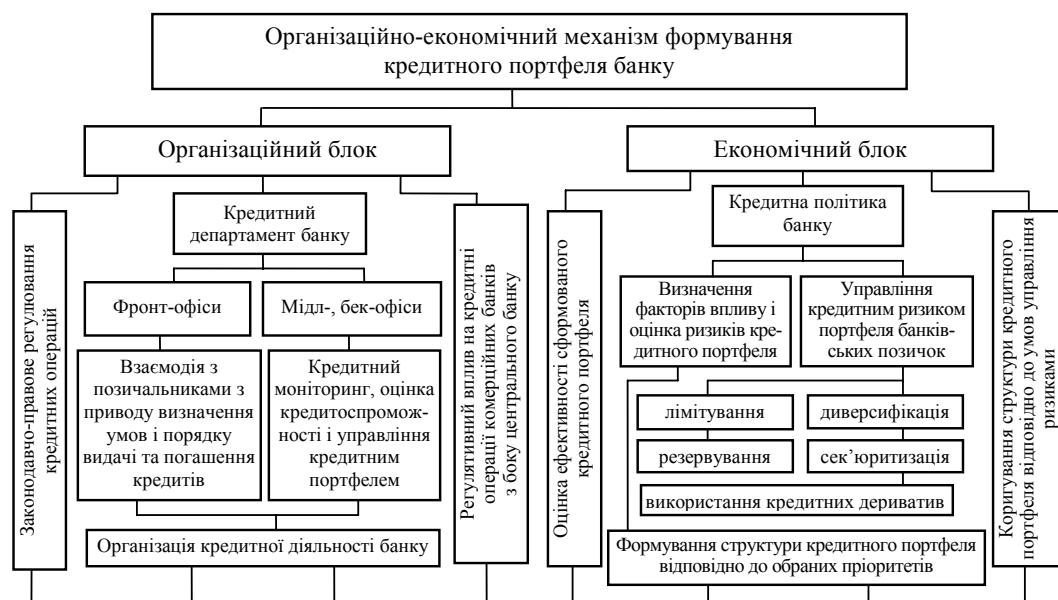 Організаційно-економічний механізм формування
кредитного портфеля банку
Організаційний блок
Економічний блок
Законодавчо-правове регулювання
кредитних операцій
Кредитний
департамент банку
Фронт-офіси
Мідл-, бек-офіси
Взаємодія з
позичальниками з
приводу визначення
умов і порядку
видачі та погашення
кредитів
Кредитний
моніторинг, оцінка
кредитоспромож-
ності і управління
кредитним
портфелем
Організація кредитної діяльності банку
Регулятивний вплив на кредитні
операції комерційних банків
з боку центрального банку
Оцінка ефективності сформованого
кредитного портфеля
Кредитна політика
банку
Визначення
факторів впливу і
оцінка ризиків кре-
дитного портфеля
Управління
кредитним ризиком
портфеля банків-
ських позичок
лімітування
диверсифікація
резервування
сек’юритизація
використання кредитних дериватив
Формування структури кредитного портфеля
відповідно до обраних пріоритетів
Коригування структури кредитного
портфеля відповідно до умов управління
ризиками